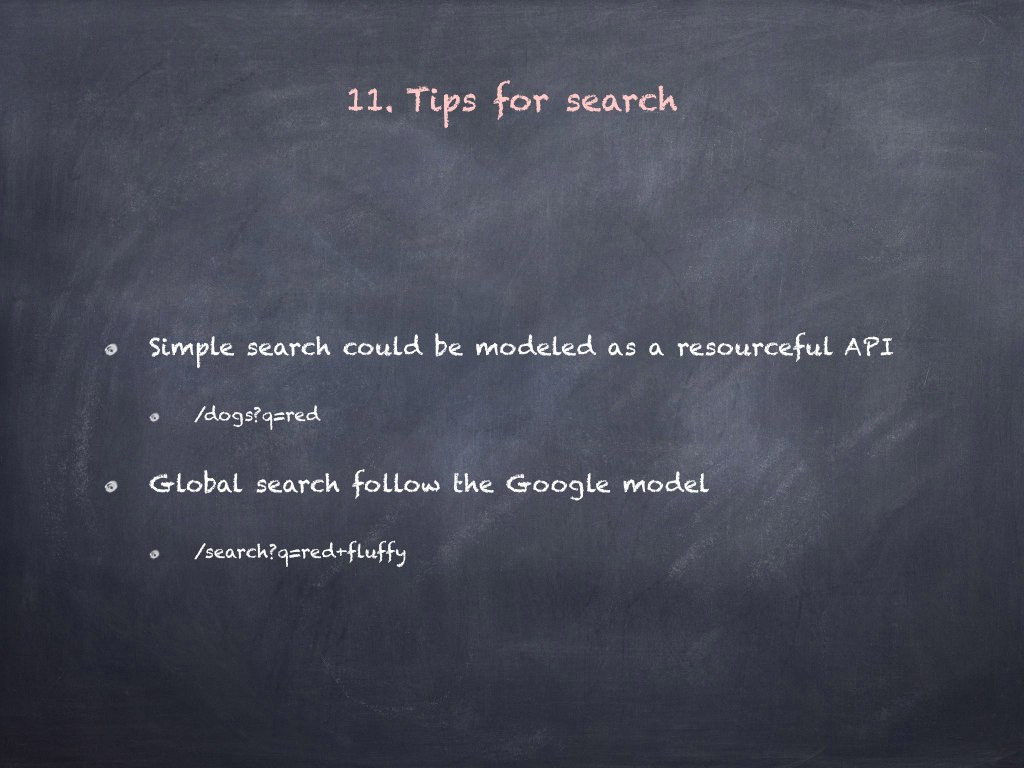 11. Tips for search
Simple search could be modeled as a resourceful API
/dogs?q=red
Global search follow the Google model
/search?q=red+fluffy